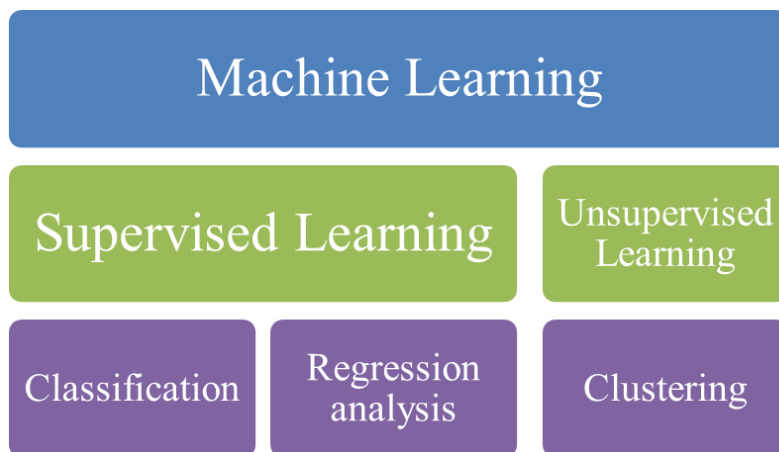 Machine Learning
Supervised Learning
Unsupervised
Learning
Classification
Regression
analysis
Clustering